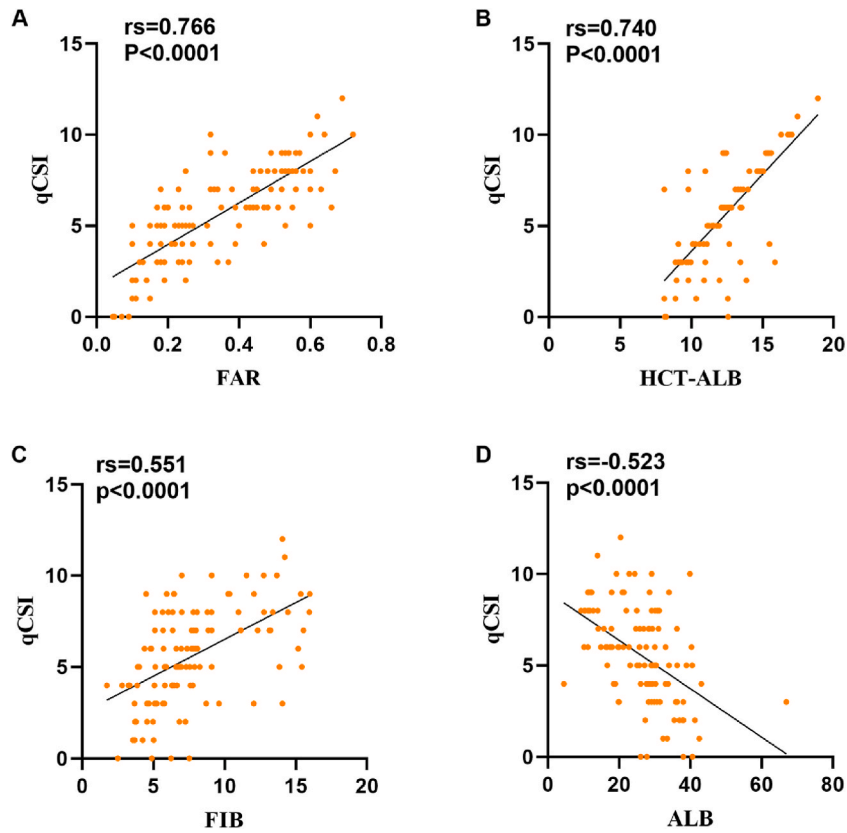 A
rs=0.766
P<0.0001
15
10
5
0
qCSI
0.0 0.2 0.4 0.6 0.8
FAR
B
rs=0.740
P<0.0001
15
10
5
0
qCSI
0 5 10 15 20
HCT-ALB
C
rs=0.551
p<0.0001
15
10
5
0
qCSI
0 5 10 15 20
FIB
D
rs=-0.523
p<0.0001
15
10
5
0
qCSI
0 20 40 60 80
ALB